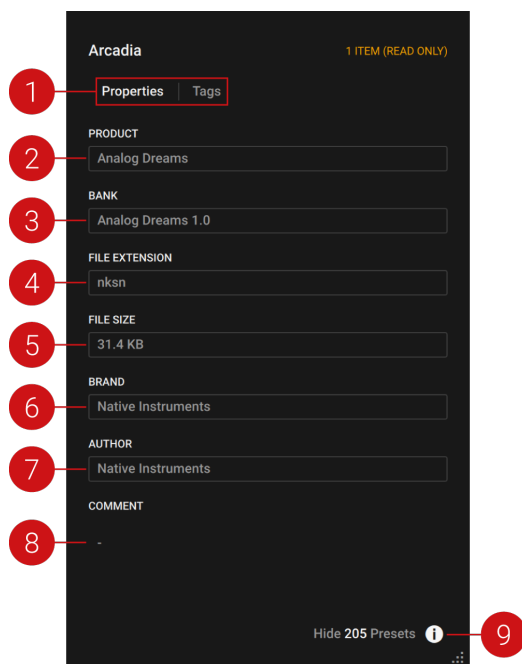 Arcadia
1 ITEM (READ ONLY)
1
Properties | Tags
PRODUCT
2
Analog Dreams
BANK
3
Analog Dreams 1.0
FILE EXTENSION
4
nksn
FILE SIZE
5
31.4 KB
BRAND
6
Native Instruments
AUTHOR
7
Native Instruments
COMMENT
8
-
Hide 205 Presets i
9